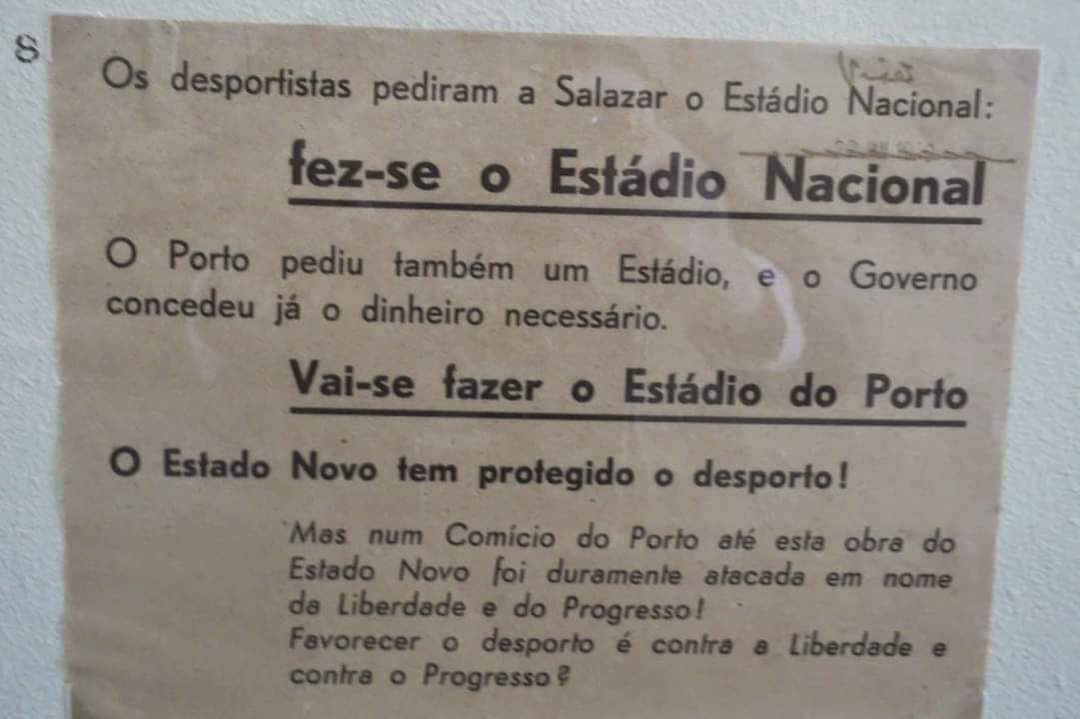 8
Os desportistas pediram a Salazar o Estádio Nacional:
fez-se o Estádio Nacional
O Porto pediu também um Estádio, e o Governo
concedeu já o dinheiro necessário.
Vai-se fazer o Estádio do Porto
O Estado Novo tem protegido o desporto!
Mas num Comício do Porto até esta obra do
Estado Novo foi duramente atacada em nome
da Liberdade e do Progresso!
Favorecer o desporto é contra a Liberdade e
contra o Progresso?